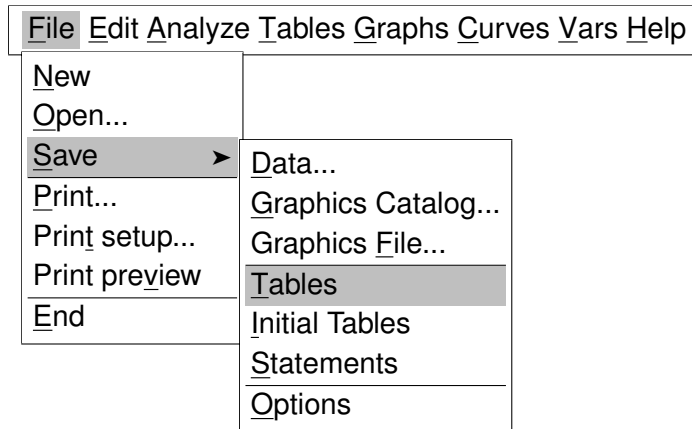 File Edit Analyze Tables Graphs Curves Vars Help
New
Open...
Save ➤
Print...
Print setup...
Print preview
End
Data...
Graphics Catalog...
Graphics File...
Tables
Initial Tables
Statements
Options